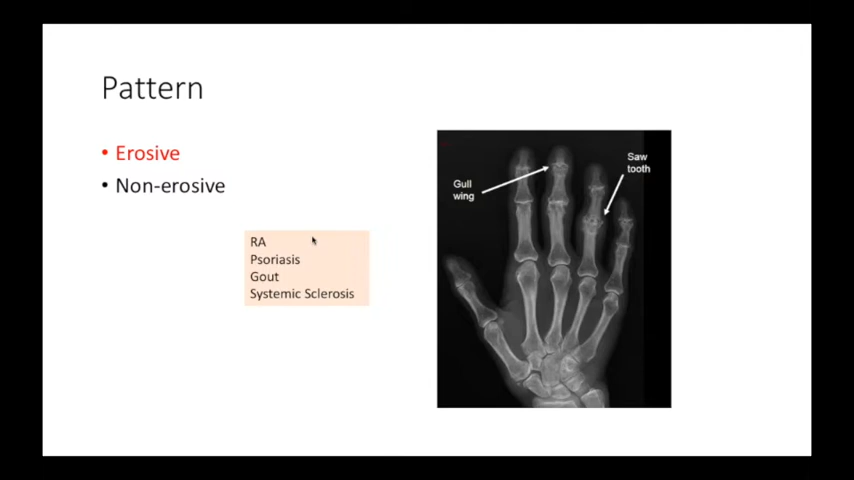 Pattern
• Erosive
• Non-erosive
RA
Psoriasis
Gout
Systemic Sclerosis
Gull
wing
Saw
tooth